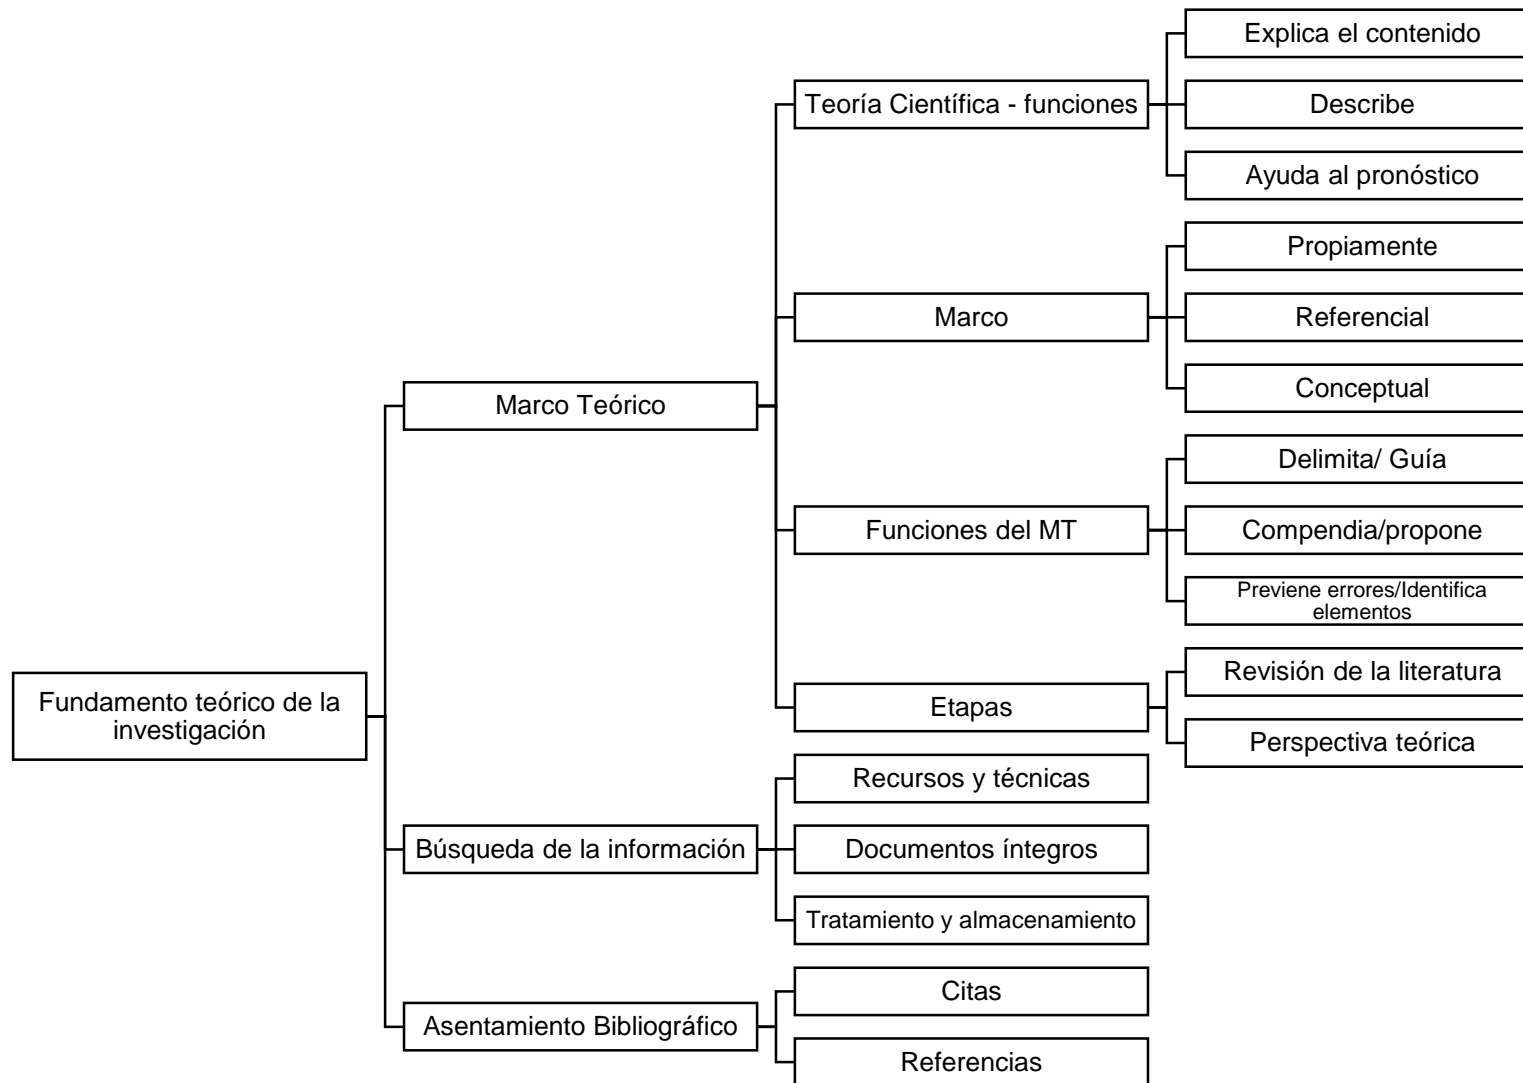 Fundamento teórico de la
investigación
Marco Teórico
Teoría Científica - funciones
Explica el contenido
Describe
Ayuda al pronóstico
Marco
Propiamente
Referencial
Conceptual
Funciones del MT
Delimita/ Guía
Compendia/propone
Previene errores/Identifica
elementos
Etapas
Revisión de la literatura
Perspectiva teórica
Búsqueda de la información
Recursos y técnicas
Documentos íntegros
Tratamiento y almacenamiento
Asentamiento Bibliográfico
Citas
Referencias